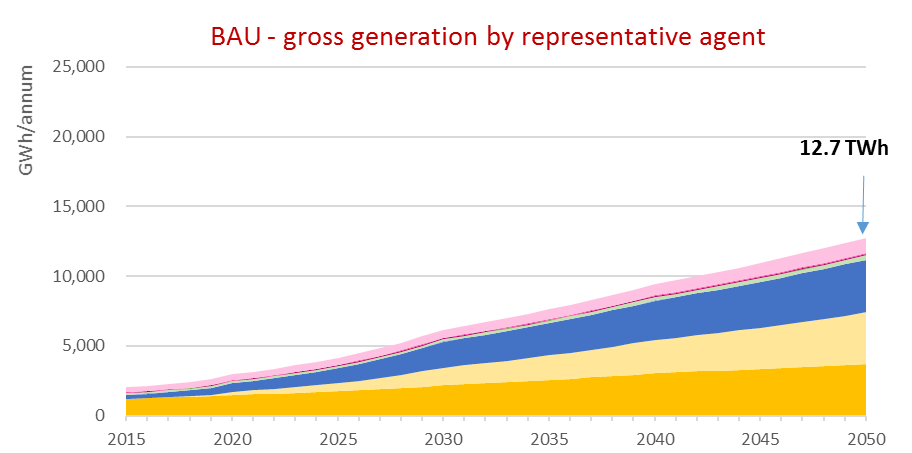 BAU - gross generation by representative agent
GWh/annum
25,000
20,000
12.7 TWh
15,000
10,000
5,000
0
2015 2020 2025 2030 2035 2040 2045 2050